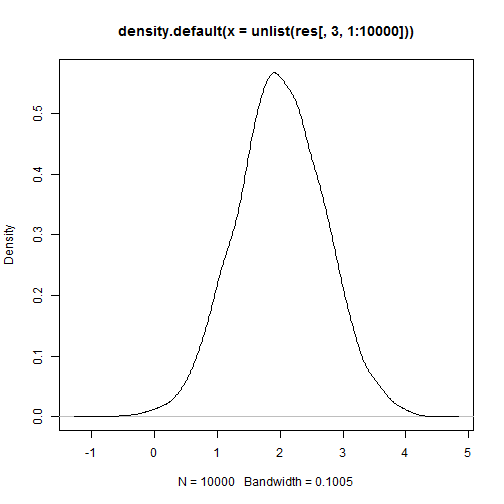 density.default(x = unlist(res[, 3, 1:10000]))
Density
0.5
0.4
0.3
0.2
0.1
0.0
-1 0 1 2 3 4 5
N = 10000 Bandwidth = 0.1005